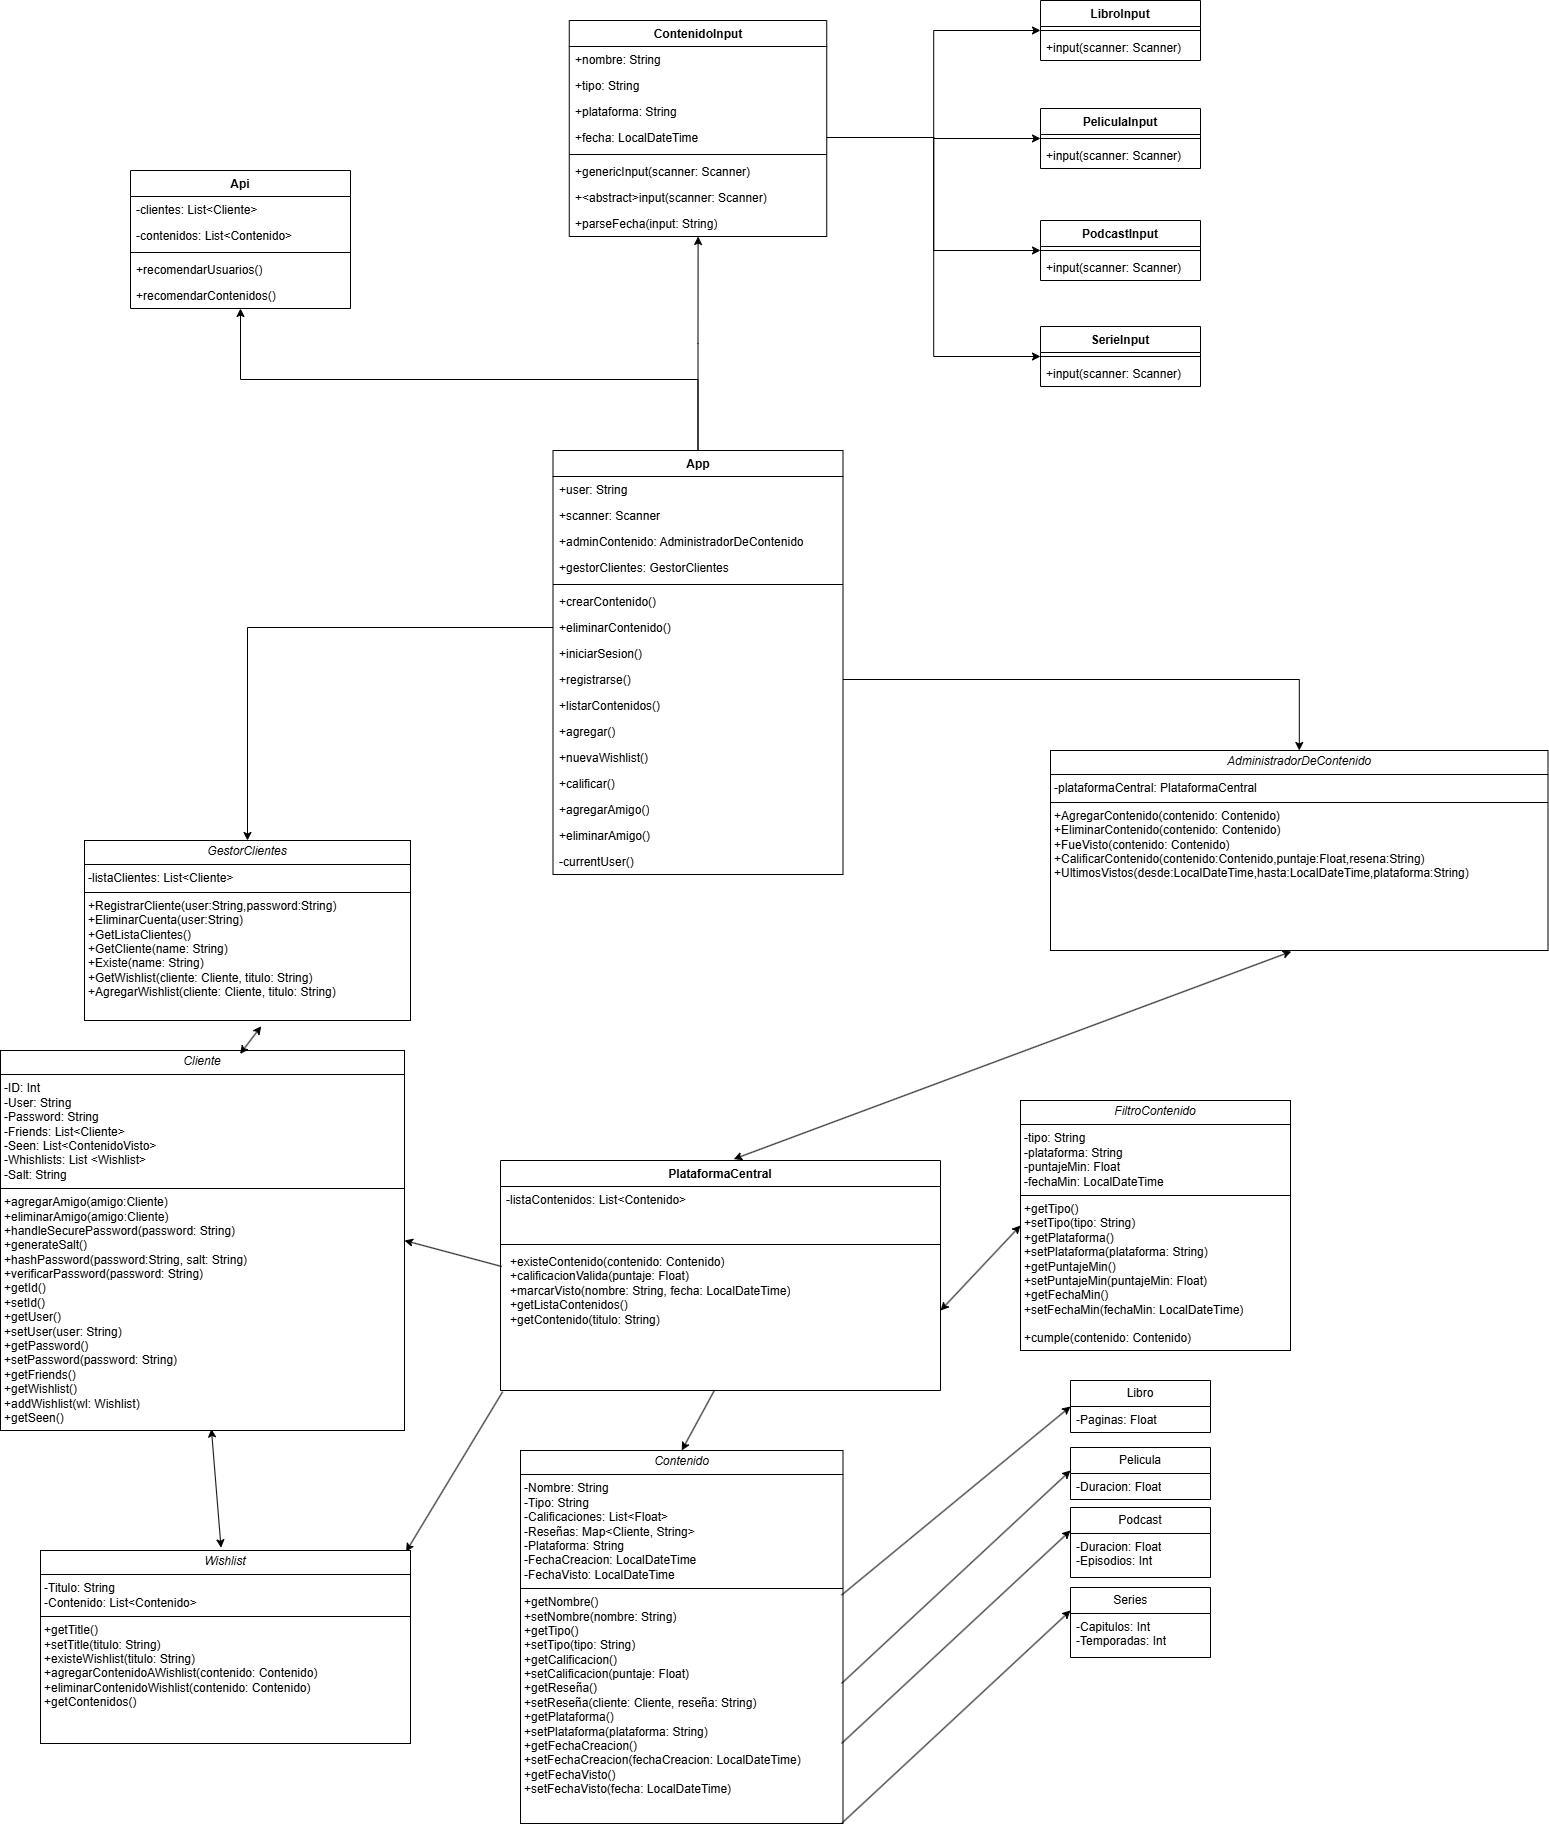 ContenidoInput
+nombre: String
+tipo: String
+plataforma: String
+fecha: LocalDateTime
+genericInput(scanner: Scanner)
+<abstract>input(scanner: Scanner)
+parseFecha(input: String)
LibroInput
+input(scanner: Scanner)
PeliculaInput
+input(scanner: Scanner)
PodcastInput
+input(scanner: Scanner)
SerieInput
+input(scanner: Scanner)
Api
-clientes: List<Cliente>
-contenidos: List<Contenido>
+recomendarUsuarios()
+recomendarContenidos()
App
+user: String
+scanner: Scanner
+adminContenido: AdministradorDeContenido
+gestorClientes: GestorClientes
+crearContenido()
+eliminarContenido()
+iniciarSesion()
+registrarse()
+listarContenidos()
+agregar()
+nuevaWishlist()
+calificar()
+agregarAmigo()
+eliminarAmigo()
-currentUser()
AdministradorDeContenido
-plataformaCentral: PlataformaCentral
+AgregarContenido(contenido: Contenido)
+EliminarContenido(contenido: Contenido)
+FueVisto(contenido: Contenido)
+CalificarContenido(contenido:Contenido,puntaje:Float,resena:String)
+UltimosVistos(desde:LocalDateTime,hasta:LocalDateTime,plataforma:String)
GestorClientes
-listaClientes: List<Cliente>
+RegistrarCliente(user:String,password:String)
+EliminarCuenta(user:String)
+GetListaClientes()
+GetCliente(name: String)
+Existe(name: String)
+GetWishlist(cliente: Cliente, titulo: String)
+AgregarWishlist(cliente: Cliente, titulo: String)
Cliente
-ID: Int
-User: String
-Password: String
-Friends: List<Cliente>
-Seen: List<ContenidoVisto>
-Whishlists: List <Wishlist>
-Salt: String
+agregarAmigo(amigo:Cliente)
+eliminarAmigo(amigo:Cliente)
+handleSecurePassword(password: String)
+generateSalt()
+hashPassword(password:String, salt: String)
+verificarPassword(password: String)
+getId()
+setId()
+getUser()
+setUser(user: String)
+getPassword()
+setPassword(password: String)
+getFriends()
+getWishlist()
+addWishlist(wl: Wishlist)
+getSeen()
PlataformaCentral
-listaContenidos: List<Contenido>
+existeContenido(contenido: Contenido)
+calificacionValida(puntaje: Float)
+marcarVisto(nombre: String, fecha: LocalDateTime)
+getListaContenidos()
+getContenido(titulo: String)
FiltroContenido
-tipo: String
-plataforma: String
-puntajeMin: Float
-fechaMin: LocalDateTime
+getTipo()
+setTipo(tipo: String)
+getPlataforma()
+setPlataforma(plataforma: String)
+getPuntajeMin()
+setPuntajeMin(puntajeMin: Float)
+getFechaMin()
+setFechaMin(fechaMin: LocalDateTime)
+cumple(contenido: Contenido)
Wishlist
-Titulo: String
-Contenido: List<Contenido>
+getTitle()
+setTitle(titulo: String)
+existeWishlist(titulo: String)
+agregarContenidoAWishlist(contenido: Contenido)
+eliminarContenidoWishlist(contenido: Contenido)
+getContenidos()
Contenido
-Nombre: String
-Tipo: String
-Calificaciones: List<Float>
-Reseñas: Map<Cliente, String>
-Plataforma: String
-FechaCreacion: LocalDateTime
-FechaVisto: LocalDateTime
+getNombre()
+setNombre(nombre: String)
+getTipo()
+setTipo(tipo: String)
+getCalificacion()
+setCalificacion(puntaje: Float)
+getReseña()
+setReseña(cliente: Cliente, reseña: String)
+getPlataforma()
+setPlataforma(plataforma: String)
+getFechaCreacion()
+setFechaCreacion(fechaCreacion: LocalDateTime)
+getFechaVisto()
+setFechaVisto(fecha: LocalDateTime)
Libro
-Paginas: Float
Pelicula
-Duracion: Float
Podcast
-Duracion: Float
-Episodios: Int
Series
-Capitulos: Int
-Temporadas: Int